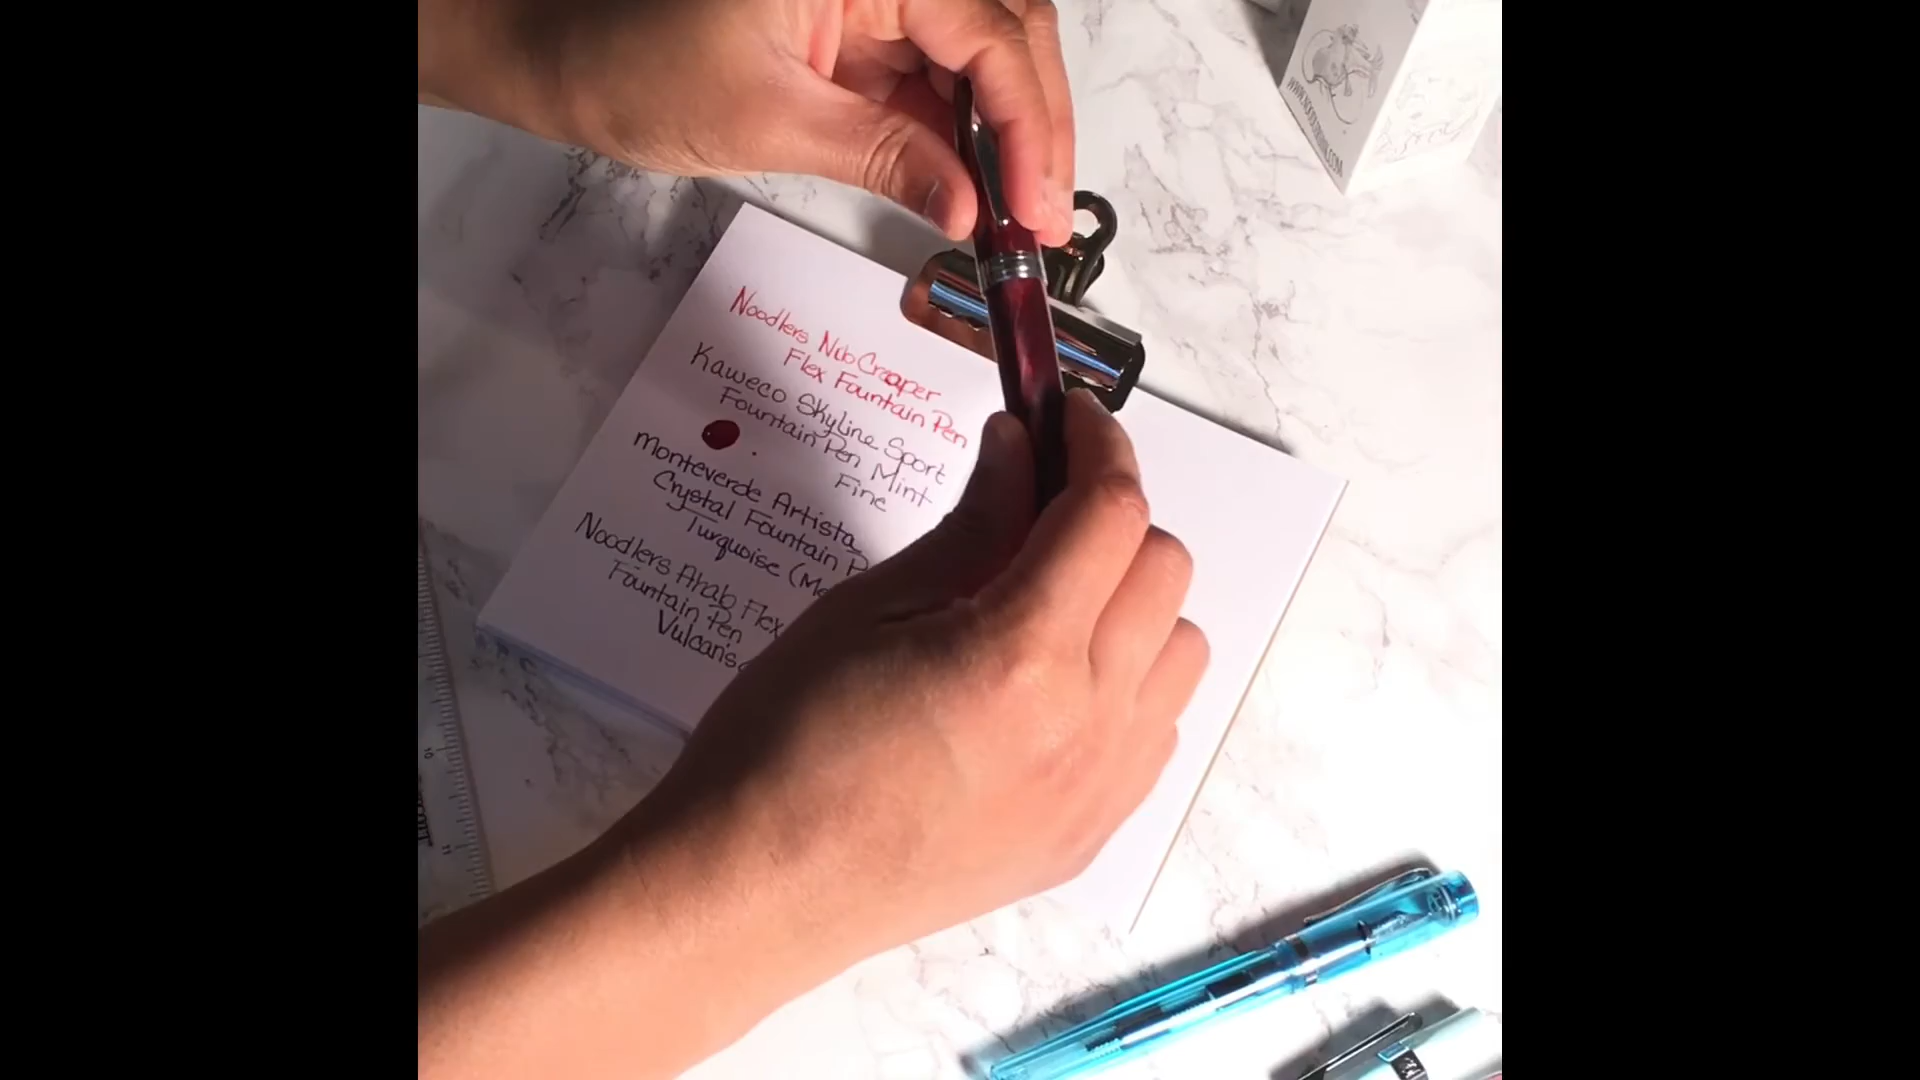 Noodlers Nib Creaper
Flex Fountain Pen
Kaweco Skyline Sport
Fountain Pen Mint
Fine
Monteverde Artista
Crystal Fountain P
Turquoise (Me
Noodlers Ahab Flex
Fountain Pen
Vulcan's